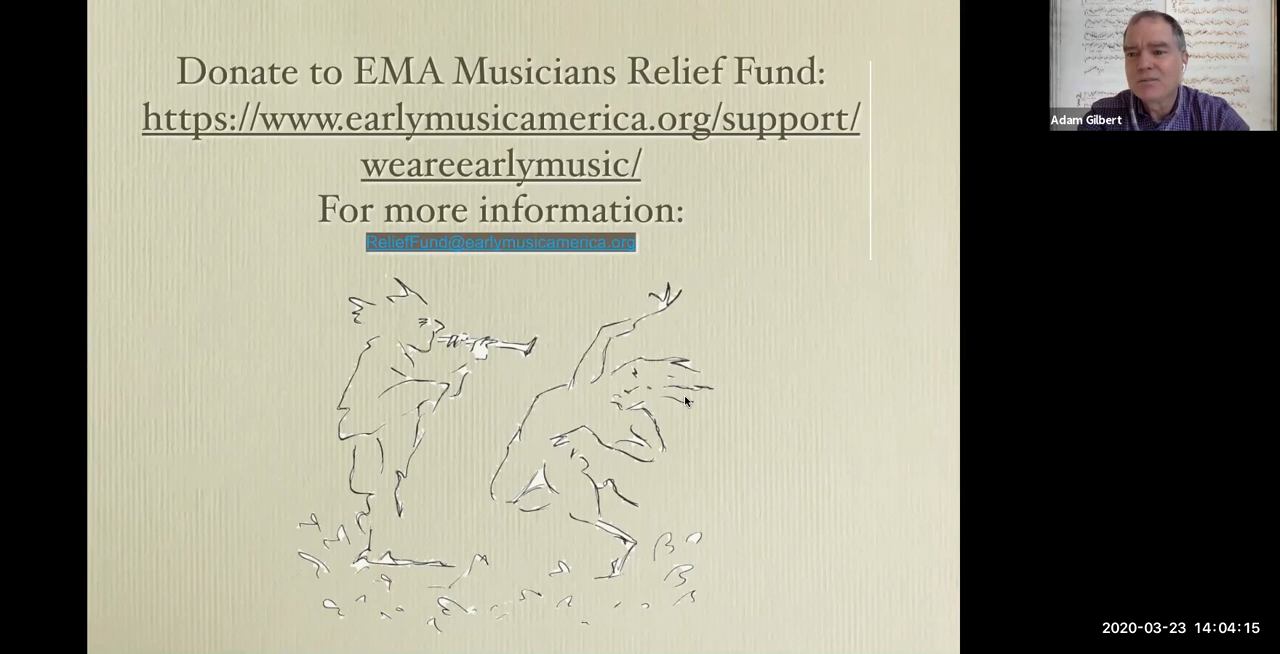 Donate to EMA Musicians Relief Fund:
https://www.earlymusicamerica.org/support/
weareearlymusic/
For more information:
ReliefFund@earlymusicamerica.org
Adam Gilbert
2020-03-23 14:04:15